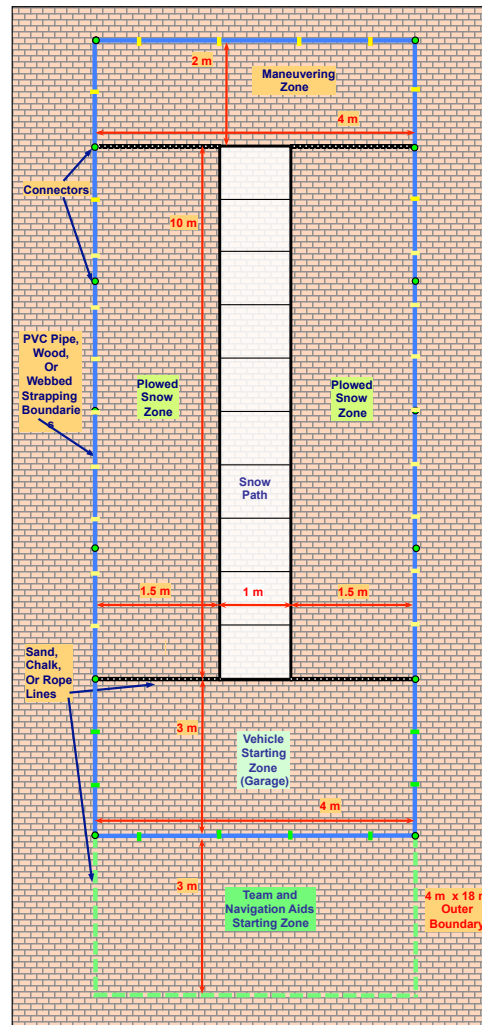 2 m
Maneuvering
Zone
4 m
Connectors
10 m
PVC Pipe,
Wood,
Or
Webbed
Strapping
Boundarie
s
Plowed
Snow
Zone
Plowed
Snow
Zone
Snow
Path
1.5 m
1 m
1.5 m
Sand,
Chalk,
Or Rope
Lines
3 m
Vehicle
Starting
Zone
(Garage)
4 m
3 m
Team and
Navigation Aids
Starting Zone
4 m x 18 m
Outer
Boundary